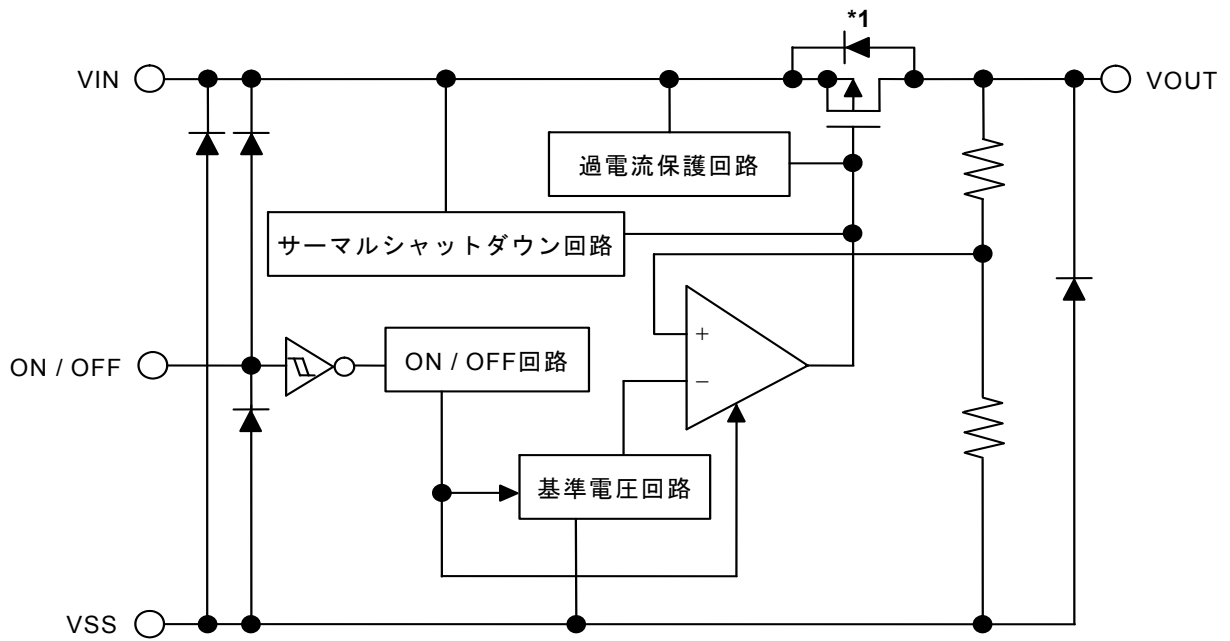 *1
VIN
VOUT
過電流保護回路
サーマルシャットダウン回路
+
ON / OFF
ON / OFF回路
−
基準電圧回路
VSS